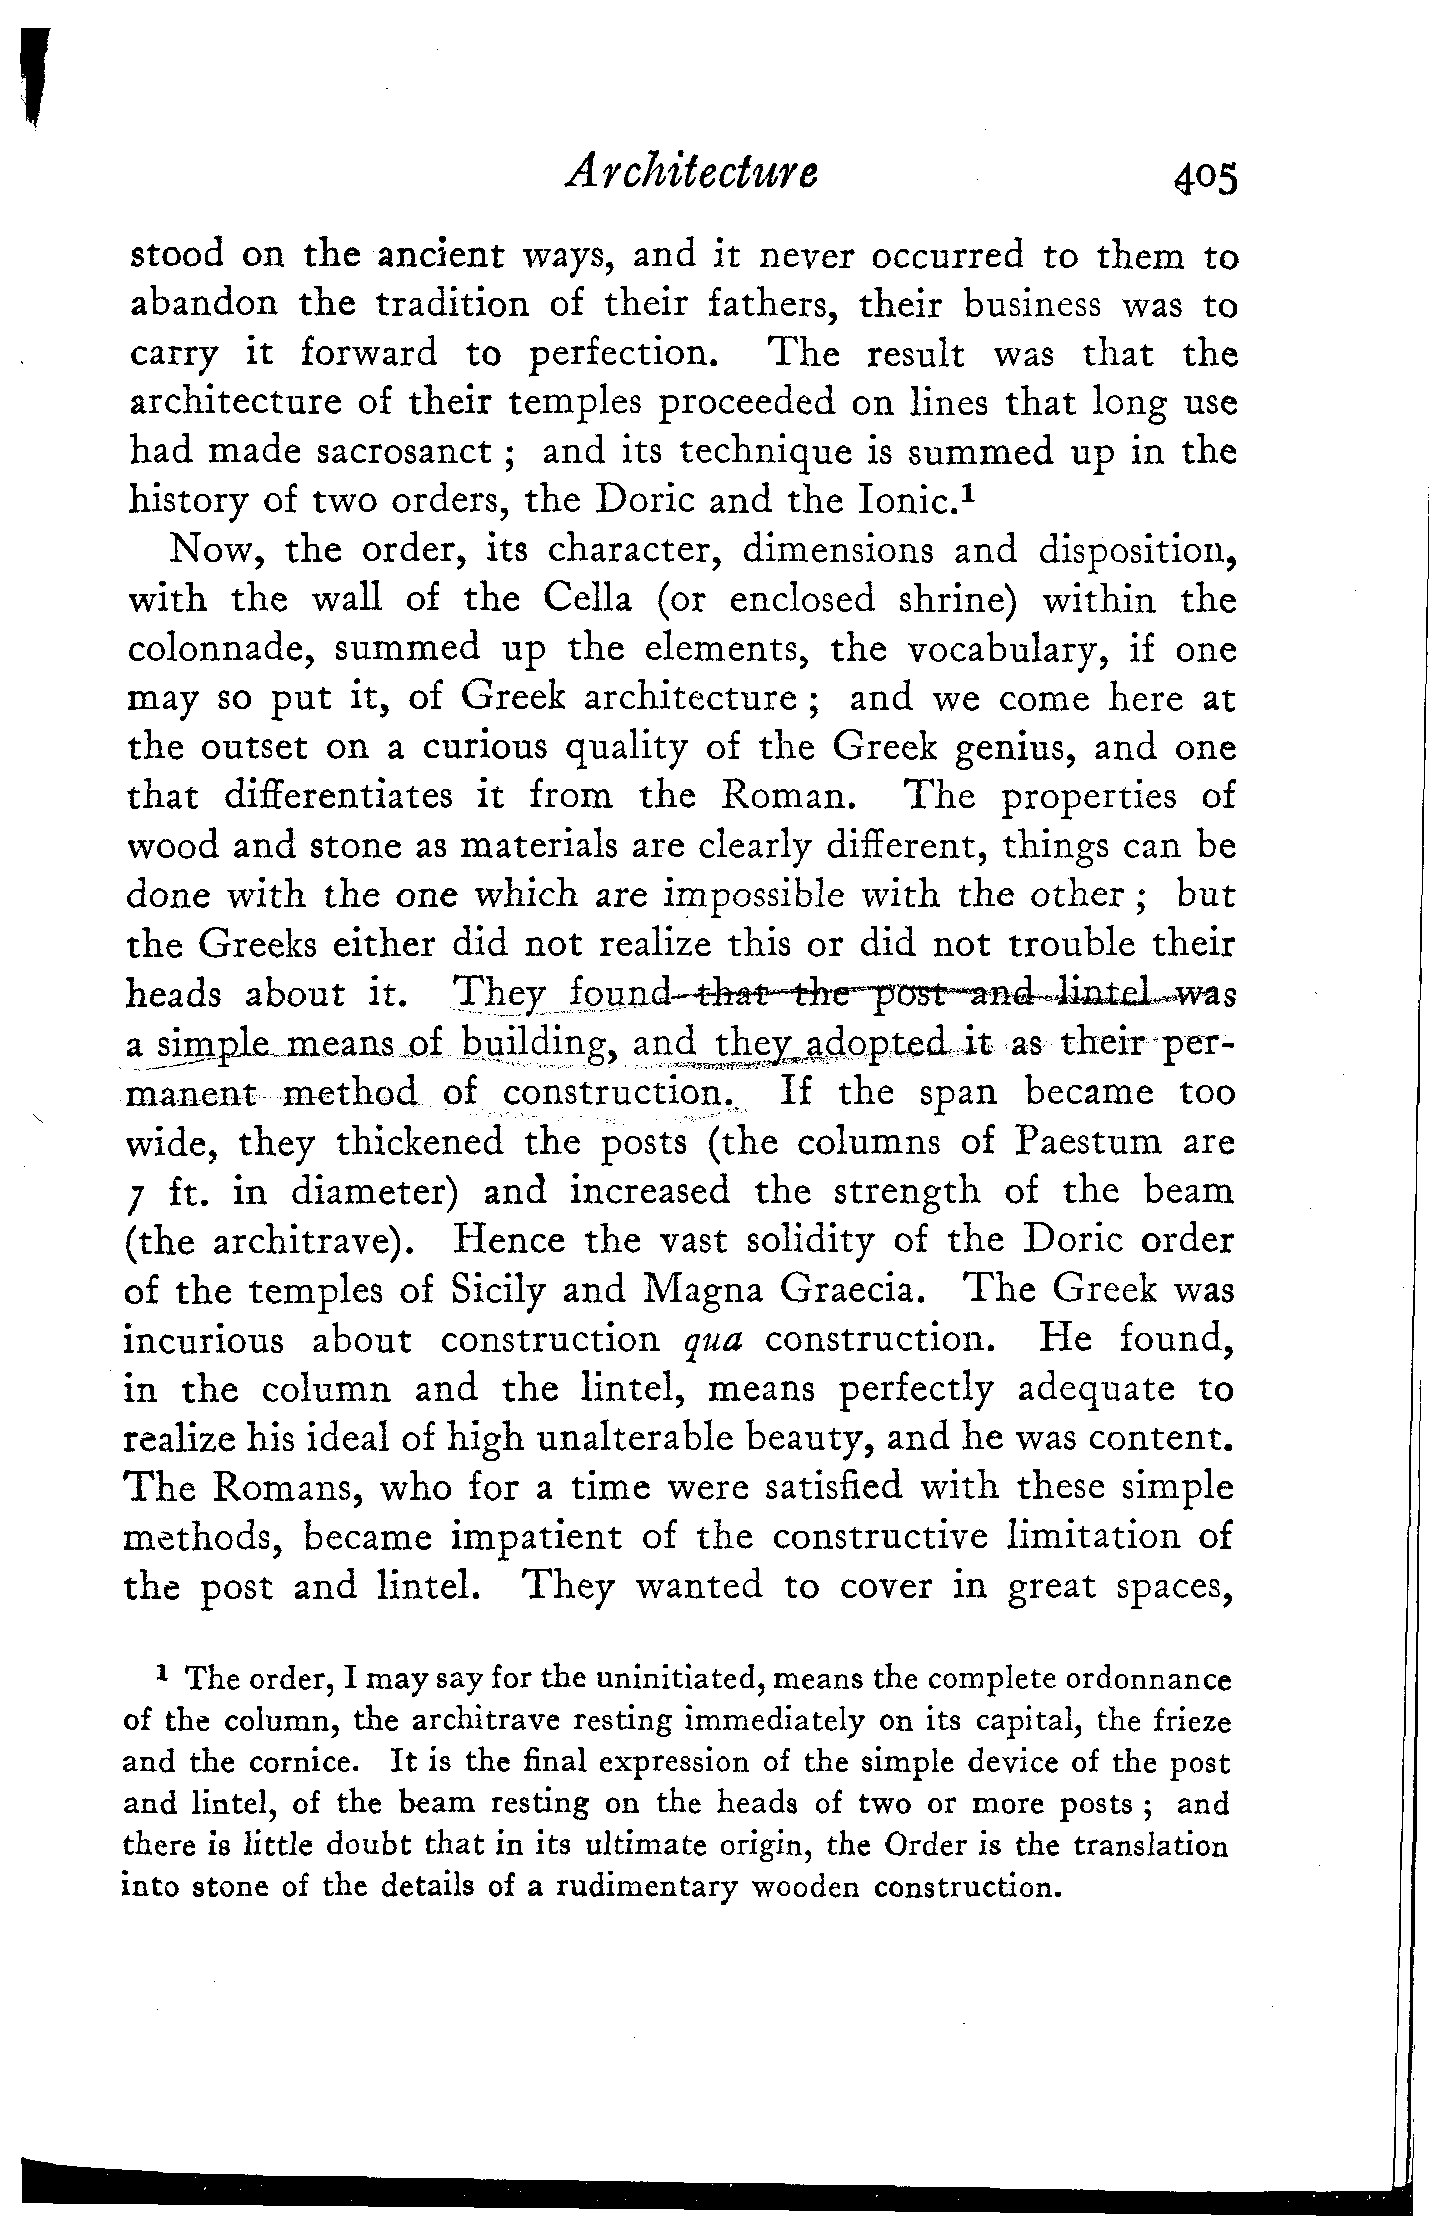 Architecture 405
stood on the ancient ways, and it never occurred to them to
abandon the tradition of their fathers, their business was to
carry it forward to perfection. The result was that the
architecture of their temples proceeded on lines that long use
had made sacrosanct ; and its technique is summed up in the
history of two orders, the Doric and the Ionic.¹
Now, the order, its character, dimensions and disposition,
with the wall of the Cella (or enclosed shrine) within the
colonnade, summed up the elements, the vocabulary, if one
may so put it, of Greek architecture ; and we come here at
the outset on a curious quality of the Greek genius, and one
that differentiates it from the Roman. The properties of
wood and stone as materials are clearly different, things can be
done with the one which are impossible with the other ; but
the Greeks either did not realize this or did not trouble their
heads about it. They found that the post and lintel was
a simple means of building, and they adopted it as their per-
manent method of construction. If the span became too
wide, they thickened the posts (the columns of Paestum are
7 ft. in diameter) and increased the strength of the beam
(the architrave). Hence the vast solidity of the Doric order
of the temples of Sicily and Magna Graecia. The Greek was
incurious about construction qua construction. He found,
in the column and the lintel, means perfectly adequate to
realize his ideal of high unalterable beauty, and he was content.
The Romans, who for a time were satisfied with these simple
methods, became impatient of the constructive limitation of
the post and lintel. They wanted to cover in great spaces,
¹ The order, I may say for the uninitiated, means the complete ordonnance
of the column, the architrave resting immediately on its capital, the frieze
and the cornice. It is the final expression of the simple device of the post
and lintel, of the beam resting on the heads of two or more posts ; and
there is little doubt that in its ultimate origin, the Order is the translation
into stone of the details of a rudimentary wooden construction.